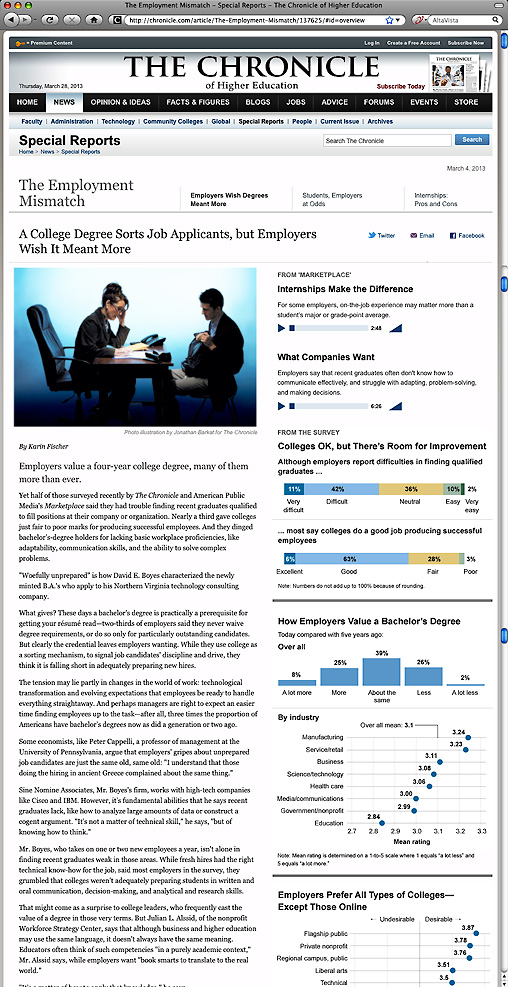 The Employment Mismatch – Special Reports – The Chronicle of Higher Education
http://chronicle.com/article/The-Employment-Mismatch/137625/#id=overview
AltaVista
Premium Content
Log In
Create a Free Account
Subscribe Now
THE CHRONICLE
of Higher Education
Thursday, March 28, 2013
Subscribe Today
HOME
NEWS
OPINION & IDEAS
FACTS & FIGURES
BLOGS
JOBS
ADVICE
FORUMS
EVENTS
STORE
Faculty
Administration
Technology
Community Colleges
Global
Special Reports
People
Current Issue
Archives
Special Reports
Home > News > Special Reports
Search The Chronicle
Search
March 4, 2013
The Employment
Mismatch
Employers Wish Degrees
Meant More
Students, Employers
at Odds
Internships:
Pros and Cons
A College Degree Sorts Job Applicants, but Employers
Wish It Meant More
Twitter
Email
Facebook
Photo illustration by Jonathan Barkat for The Chronicle
By Karin Fischer
Employers value a four-year college degree, many of them
more than ever.
Yet half of those surveyed recently by The Chronicle and American Public
Media's Marketplace said they had trouble finding recent graduates qualified
to fill positions at their company or organization. Nearly a third gave colleges
just fair to poor marks for producing successful employees. And they dinged
bachelor's-degree holders for lacking basic workplace proficiencies, like
adaptability, communication skills, and the ability to solve complex
problems.
"Woefully unprepared" is how David E. Boyes characterized the newly
minted B.A.'s who apply to his Northern Virginia technology consulting
company.
What gives? These days a bachelor's degree is practically a prerequisite for
getting your résumé read—two-thirds of employers said they never waive
degree requirements, or do so only for particularly outstanding candidates.
But clearly the credential leaves employers wanting. While they use college as
a sorting mechanism, to signal job candidates' discipline and drive, they
think it is falling short in adequately preparing new hires.
The tension may lie partly in changes in the world of work: technological
transformation and evolving expectations that employees be ready to handle
everything straightaway. And perhaps managers are right to expect an easier
time finding employees up to the task—after all, three times the proportion of
Americans have bachelor's degrees now as did a generation or two ago.
Some economists, like Peter Cappelli, a professor of management at the
University of Pennsylvania, argue that employers' gripes about unprepared
job candidates are just the same old, same old: "I understand that those
doing the hiring in ancient Greece complained about the same thing."
Sine Nomine Associates, Mr. Boyes's firm, works with high-tech companies
like Cisco and IBM. However, it's fundamental abilities that he says recent
graduates lack, like how to analyze large amounts of data or construct a
cogent argument. "It's not a matter of technical skill," he says, "but of
knowing how to think."
Mr. Boyes, who takes on one or two new employees a year, isn't alone in
finding recent graduates weak in those areas. While fresh hires had the right
technical know-how for the job, said most employers in the survey, they
grumbled that colleges weren't adequately preparing students in written and
oral communication, decision-making, and analytical and research skills.
That might come as a surprise to college leaders, who frequently cast the
value of a degree in those very terms. But Julian L. Alssid, of the nonprofit
Workforce Strategy Center, says that although business and higher education
may use the same language, it doesn't always have the same meaning.
Educators often think of such competencies "in a purely academic context,"
Mr. Alssid says, while employers want "book smarts to translate to the real
world."
FROM 'MARKETPLACE'
Internships Make the Difference
For some employers, on-the-job experience may matter more than a
student's major or grade-point average.
2:48
What Companies Want
Employers say that recent graduates often don't know how to
communicate effectively, and struggle with adapting, problem-solving,
and making decisions.
6:26
FROM THE SURVEY
Colleges OK, but There's Room for Improvement
Although employers report difficulties in finding qualified
graduates ...
11%
42%
36%
10%
2%
Very difficult
Difficult
Neutral
Easy
Very easy
... most say colleges do a good job producing successful
employees
6%
63%
28%
3%
Excellent
Good
Fair
Poor
Note: Numbers do not add up to 100% because of rounding.
How Employers Value a Bachelor's Degree
Today compared with five years ago:
Over all
8%
25%
39%
26%
2%
A lot more
More
About the same
Less
A lot less
By industry
Over all mean: 3.1
Manufacturing 3.24
Service/retail 3.23
Business 3.11
Science/technology 3.08
Health care 3.06
Media/communications 3.00
Government/nonprofit 2.99
Education 2.84
2.7 2.8 2.9 3.0 3.1 3.2 3.3
Mean rating
Note: Mean rating is determined on a 1-to-5 scale where 1 equals "a lot less" and
5 equals "a lot more."
Employers Prefer All Types of Colleges—
Except Those Online
← Undesirable
Desirable →
Flagship public 3.87
Private nonprofit 3.78
Regional campus, public 3.76
Liberal arts 3.51
Technical 3.5